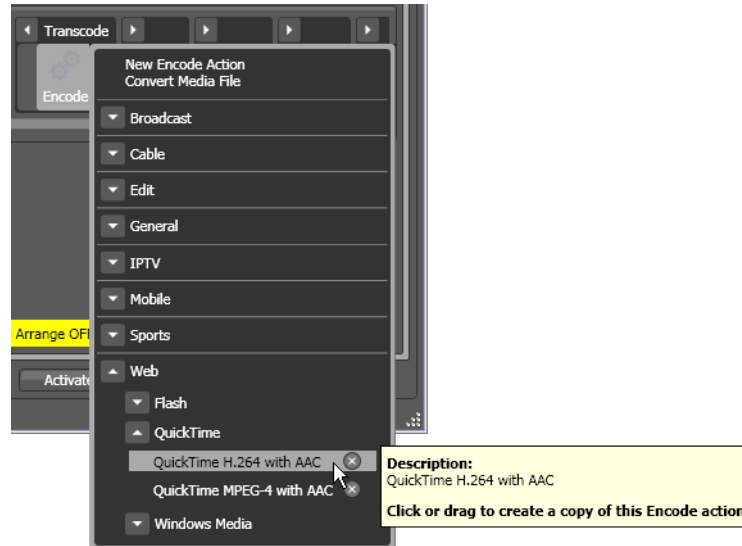 Transcode
Encode
New Encode Action
Convert Media File
Broadcast
Cable
Edit
General
IPTV
Mobile
Sports
Arrange OF
Web
Activate
Flash
QuickTime
QuickTime H.264 with AAC
QuickTime MPEG-4 with AAC
Windows Media
Description:
QuickTime H.264 with AAC
Click or drag to create a copy of this Encode action